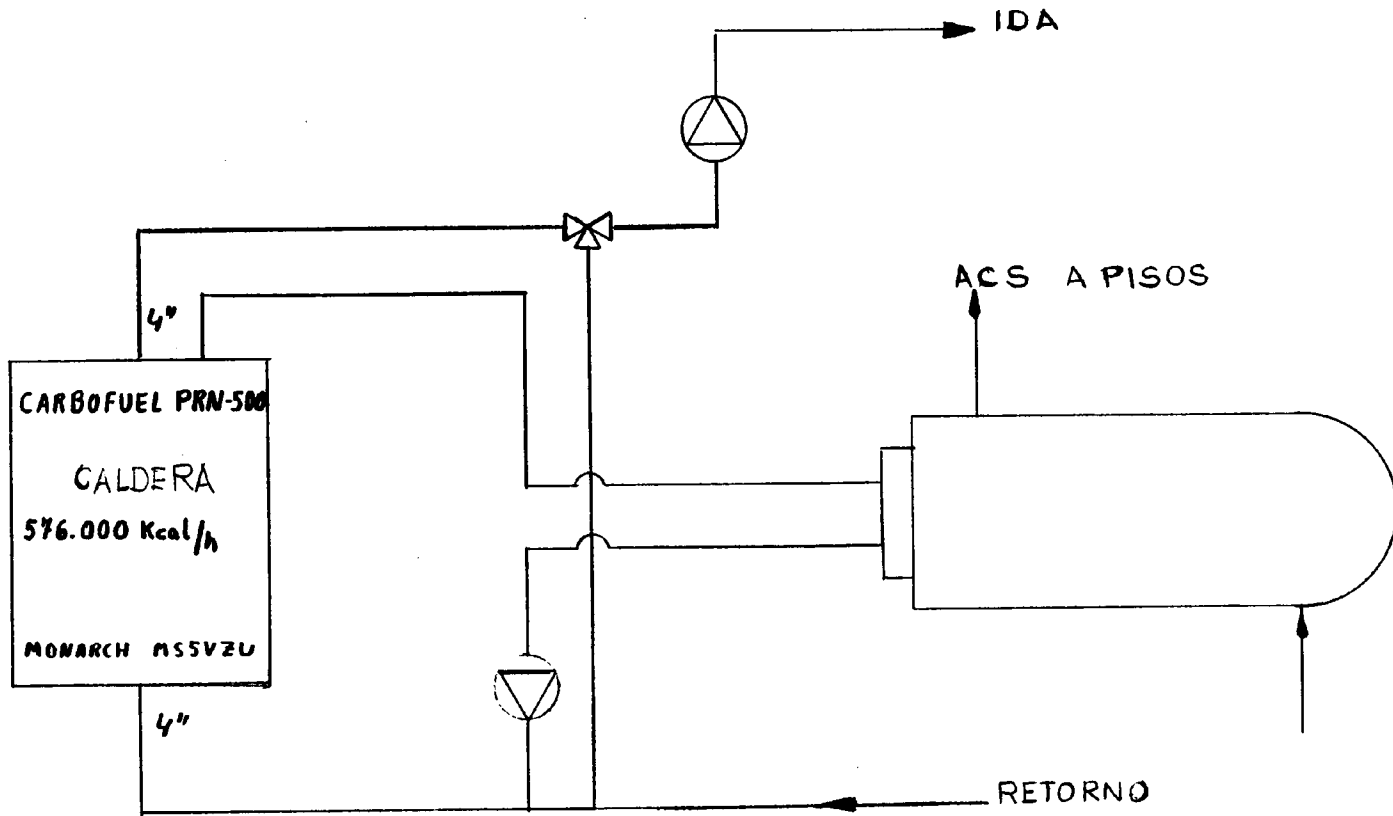 IDA
ACS A PISOS
4"
CARBOFUEL PRN-500
CALDERA
576.000 Kcal/h
MONARCH MS5VZU
4"
RETORNO